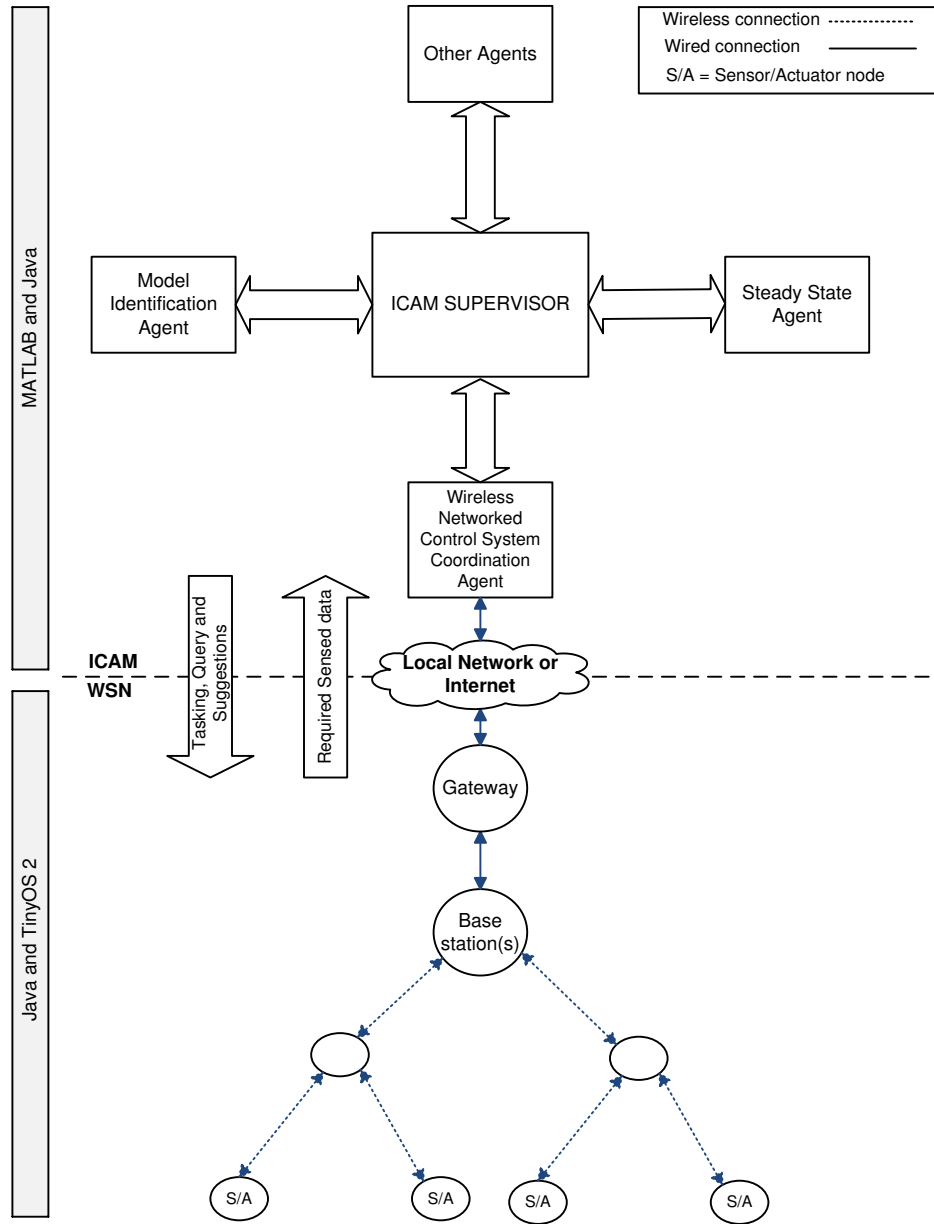 Wireless connection
Wired connection
S/A = Sensor/Actuator node
Other Agents
MATLAB and Java
Model
Identification
Agent
ICAM SUPERVISOR
Steady State
Agent
Wireless
Networked
Control System
Coordination
Agent
Tasking, Query and
Suggestions
Required Sensed data
ICAM
WSN
Local Network or
Internet
Gateway
Java and TinyOS 2
Base
station(s)
S/A
S/A
S/A
S/A